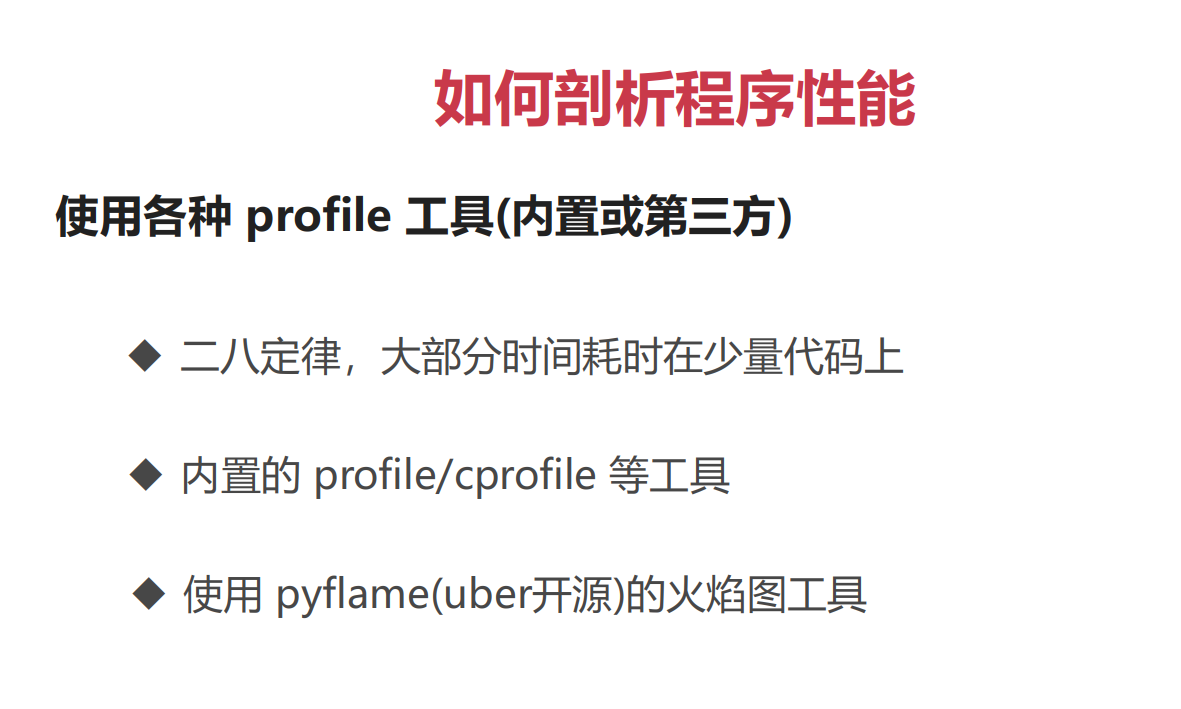 如何剖析程序性能
使用各种 profile 工具(内置或第三方)
◆ 二八定律，大部分时间耗时在少量代码上
◆ 内置的 profile/cprofile 等工具
◆ 使用 pyflame(uber开源)的火焰图工具